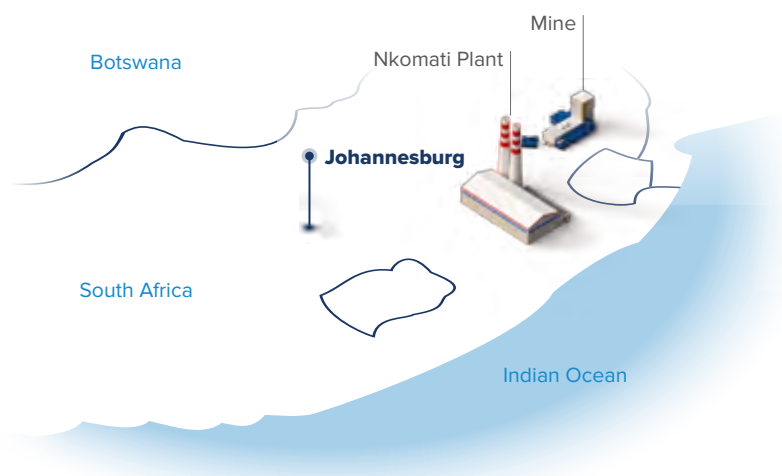 Mine
Nkomati Plant
Botswana
Johannesburg
South Africa
Indian Ocean